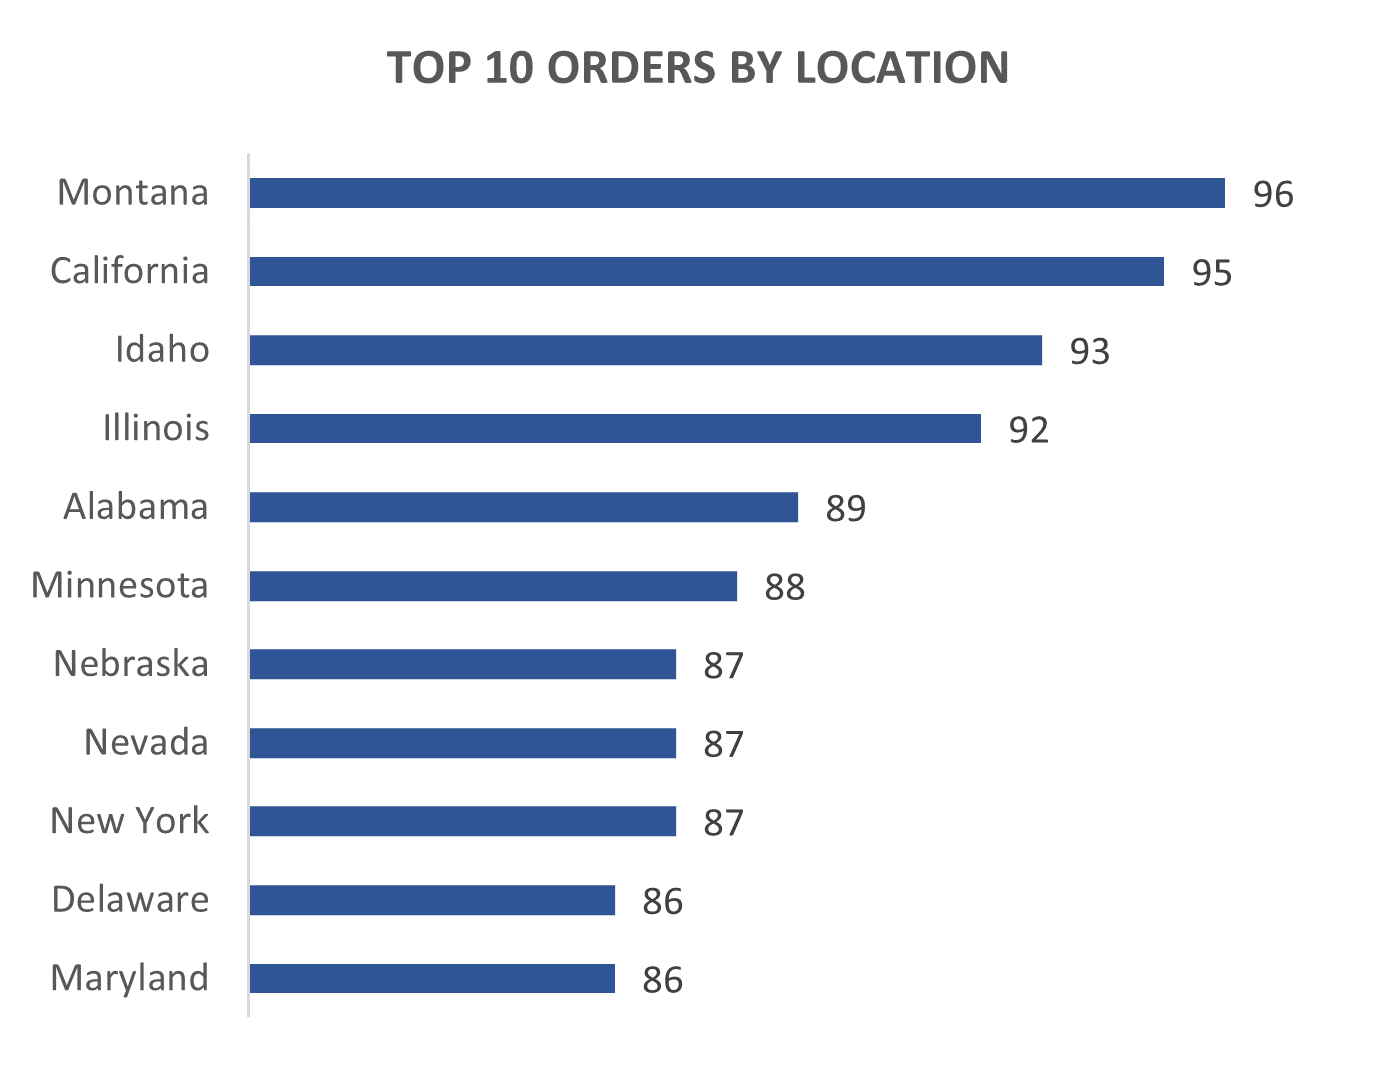 TOP 10 ORDERS BY LOCATION
Montana 96
California 95
Idaho 93
Illinois 92
Alabama 89
Minnesota 88
Nebraska 87
Nevada 87
New York 87
Delaware 86
Maryland 86